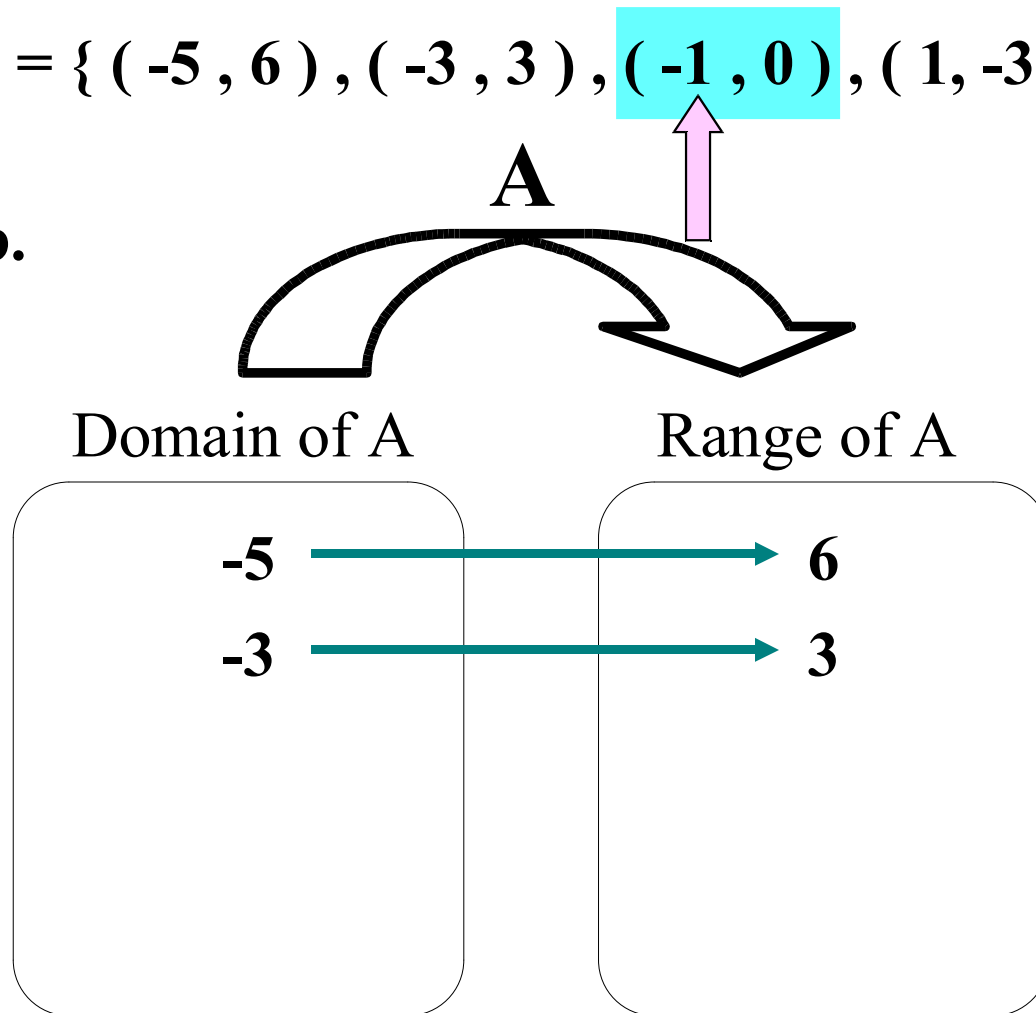 = { ( -5 , 6 ) , ( -3 , 3 ) , ( -1 , 0 ) , ( 1, -3
A
Domain of A Range of A
-5 6
-3 3